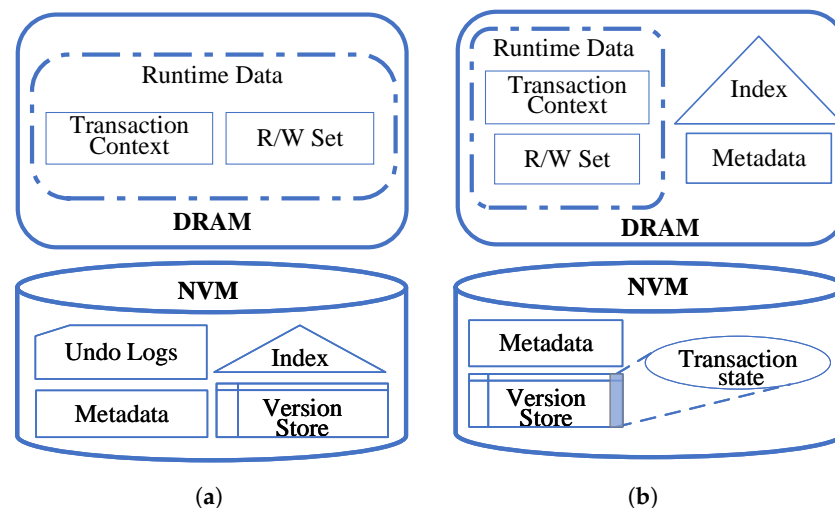 Runtime Data
Transaction
Context
R/W Set
DRAM
NVM
Undo Logs
Index
Metadata
Version
Store
(a)
Runtime Data
Transaction
Context
R/W Set
Index
Metadata
DRAM
NVM
Metadata
Version
Store
Transaction
state
(b)